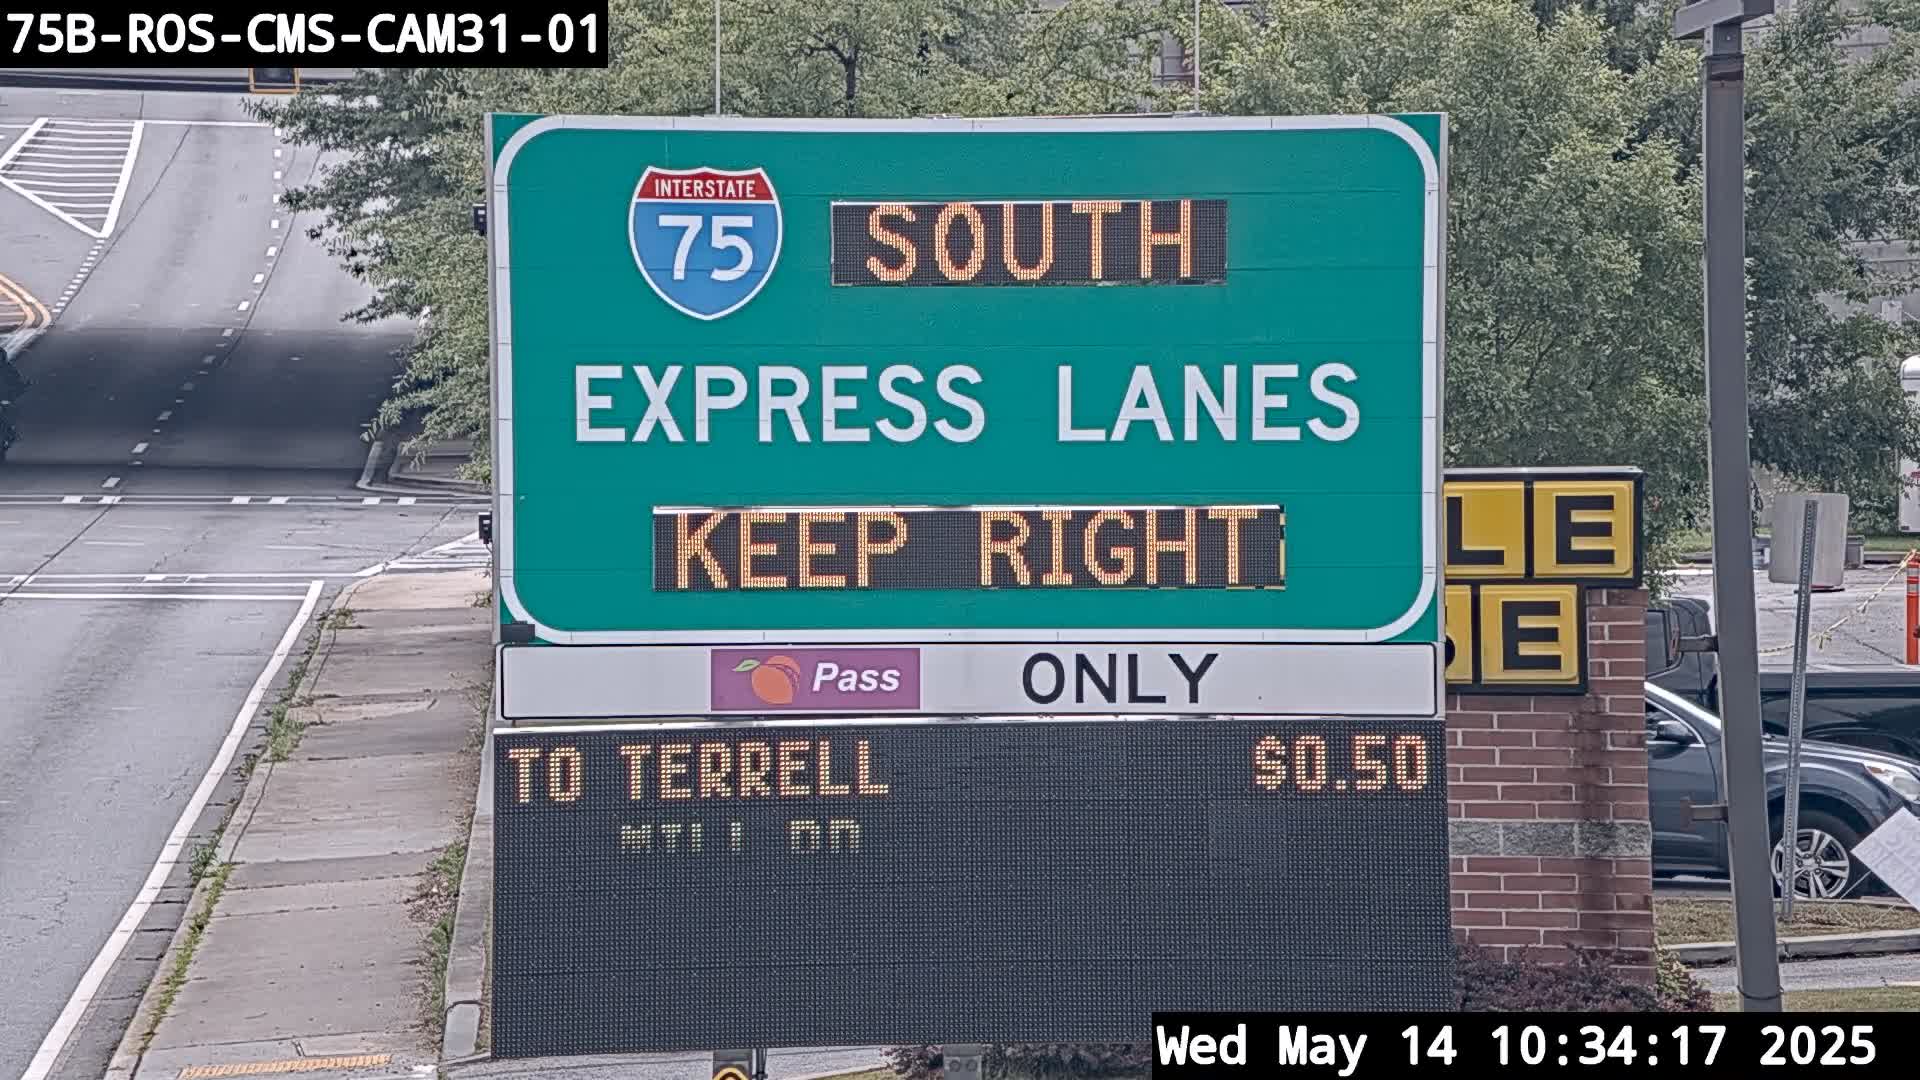 75B-ROS-CMS-CAM31-01
INTERSTATE
75
SOUTH
EXPRESS LANES
KEEP RIGHT
LE
E
Pass ONLY
TO TERRELL $0.50
Wed May 14 10:34:17 2025